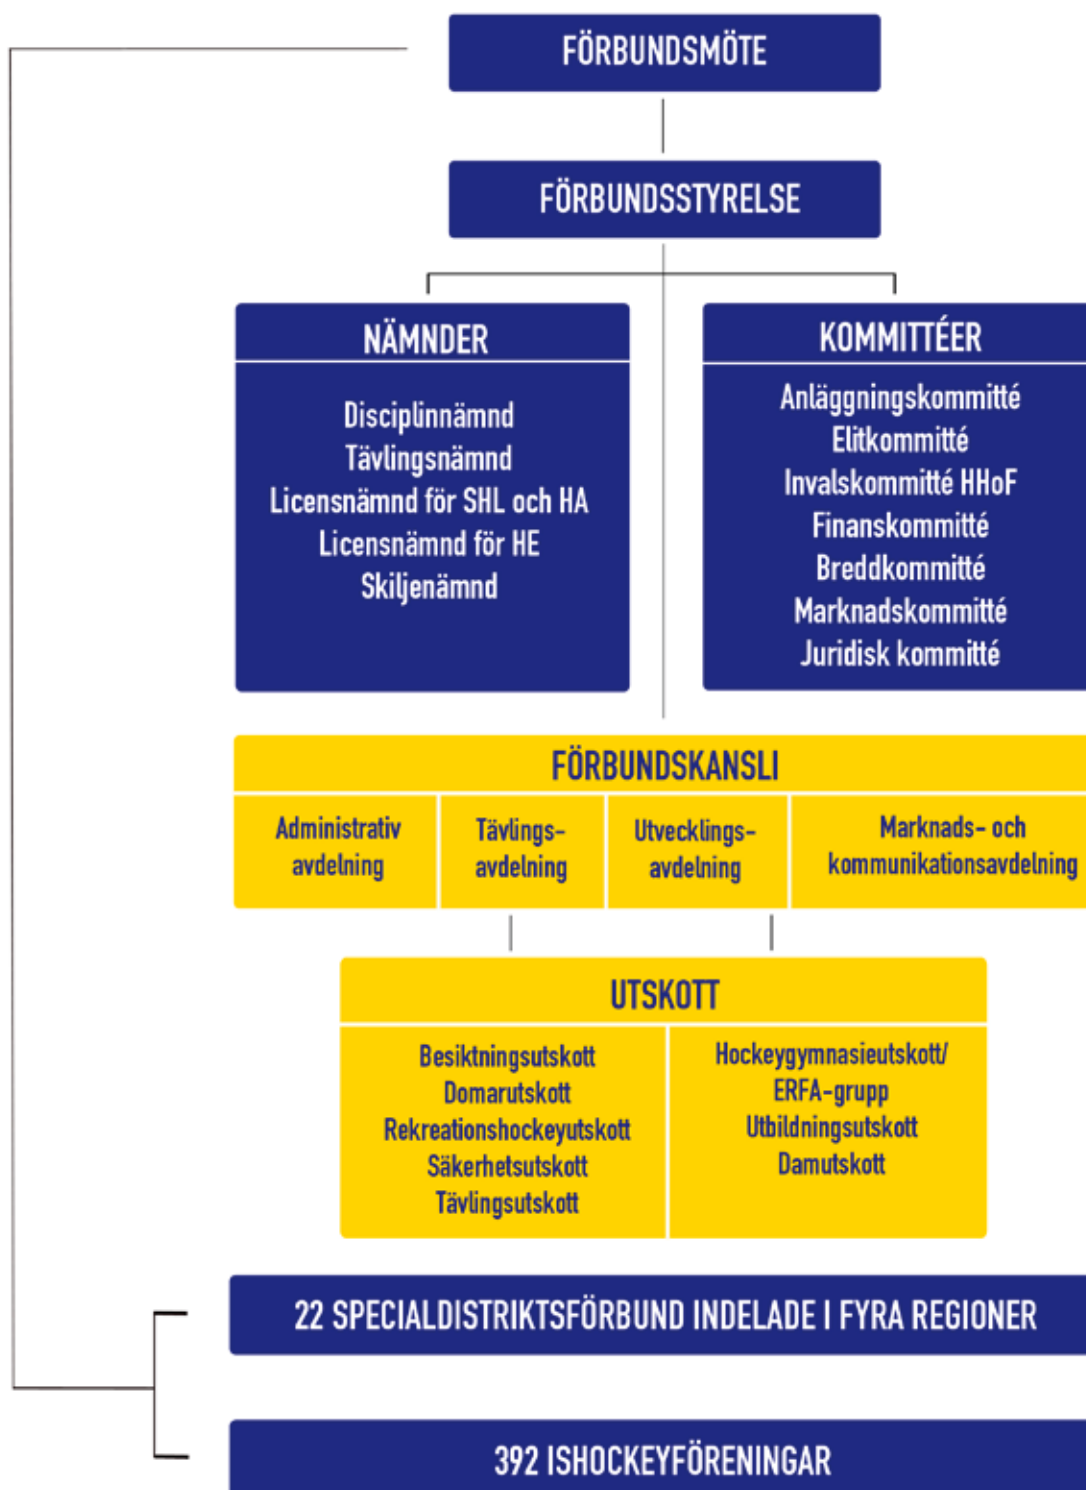 FÖRBUNDSMÖTE
FÖRBUNDSSTYRELSE
NÄMNDER
Disciplinnämnd
Tävlingsnämnd
Licensnämnd för SHL och HA
Licensnämnd för HE
Skiljenämnd
KOMMITTÉER
Anläggningskommitté
Elitkommitté
Invalskommitté HHoF
Finanskommitté
Breddkommitté
Marknadskommitté
Juridisk kommitté
FÖRBUNDSKANSLI
Administrativ
avdelning
Tävlings-
avdelning
Utvecklings-
avdelning
Marknads- och
kommunikationsavdelning
UTSKOTT
Besiktningsutskott
Domarutskott
Rekreationshockeyutskott
Säkerhetsutskott
Tävlingsutskott
Hockeygymnasieutskott/
ERFA-grupp
Utbildningsutskott
Damutskott
22 SPECIALDISTRIKTSFÖRBUND INDELADE I FYRA REGIONER
392 ISHOCKEYFÖRENINGAR